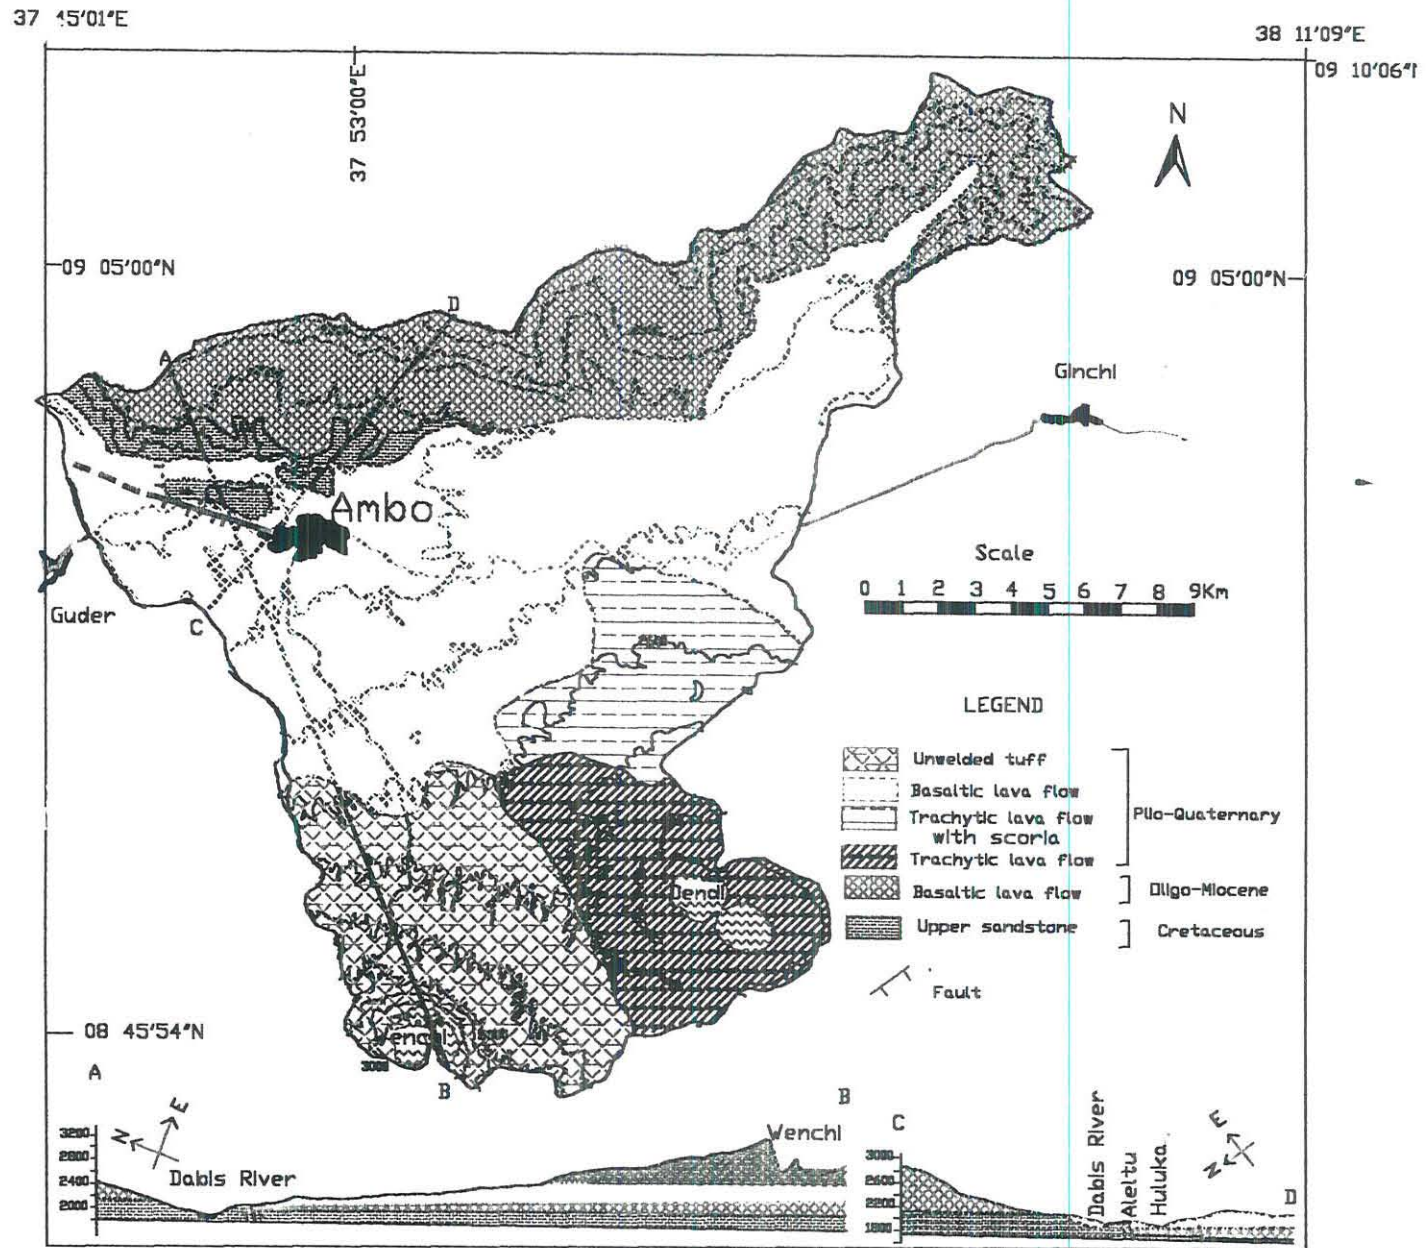 37 45'01"E
38 11'09"E
09 10'06"
37 53'00"E
N
09 05'00"N
09 05'00"N
D
A
Ginchi
Ambo
Scale
0 1 2 3 4 5 6 7 8 9Km
Guder
C
LEGEND
Unwelded tuff
Basaltic lava flow
Trachytic lava flow
with scoria
Trachytic lava flow
Plio-Quaternary
Basaltic lava flow
Oligo-Miocene
Upper sandstone
Cretaceous
Fault
Dendi
08 45'54"N
Wenchi
3000
B
A
B
C
D
N E
3200
2800
2400
2000
Dabis River
Wenchi
3000
2600
2200
1800
Dabis River
Aleltu
Huluka
N E